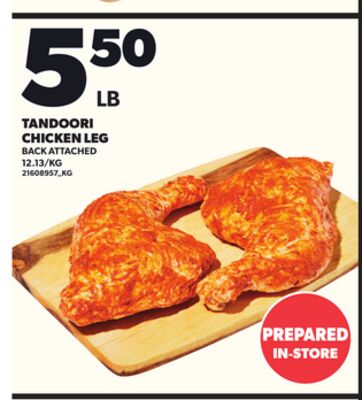 5 50
LB
TANDOORI
CHICKEN LEG
BACK ATTACHED
12.13/KG
21608957_KG
PREPARED
IN-STORE